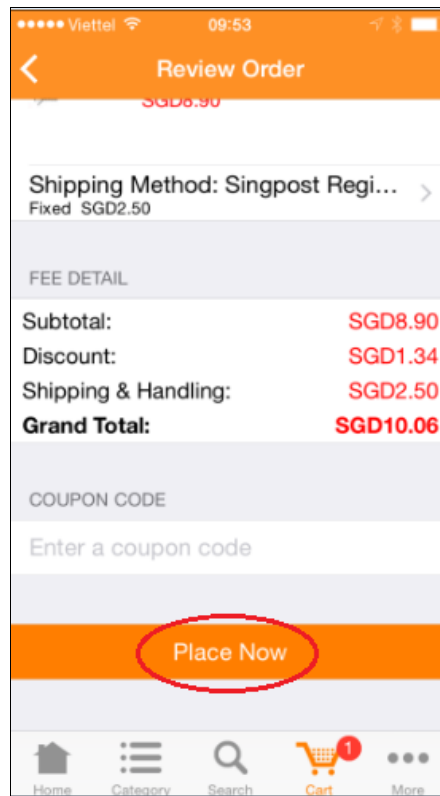 Viettel 09:53
Review Order
SGD8.90
Shipping Method: Singpost Regi...
Fixed SGD2.50
FEE DETAIL
Subtotal: SGD8.90
Discount: SGD1.34
Shipping & Handling: SGD2.50
Grand Total: SGD10.06
COUPON CODE
Enter a coupon code
Place Now
1
Home Category Search Cart More